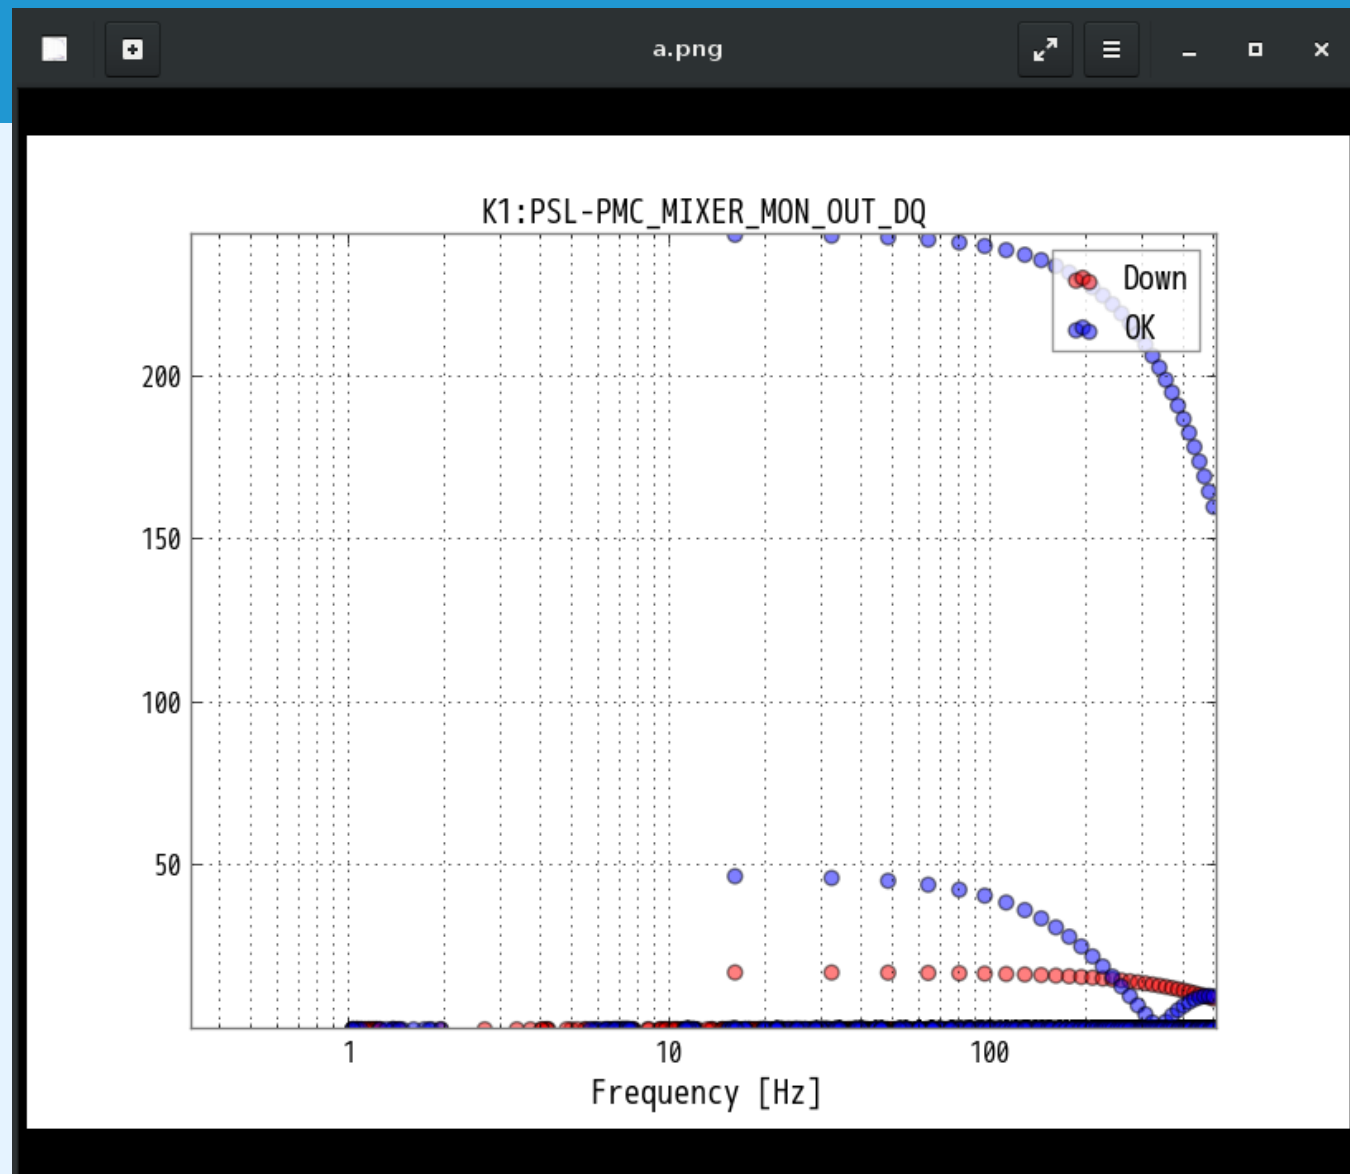 a.png
K1:PSL-PMC_MIXER_MON_OUT_DQ
Down
OK
200
150
100
50
1 10 100
Frequency [Hz]